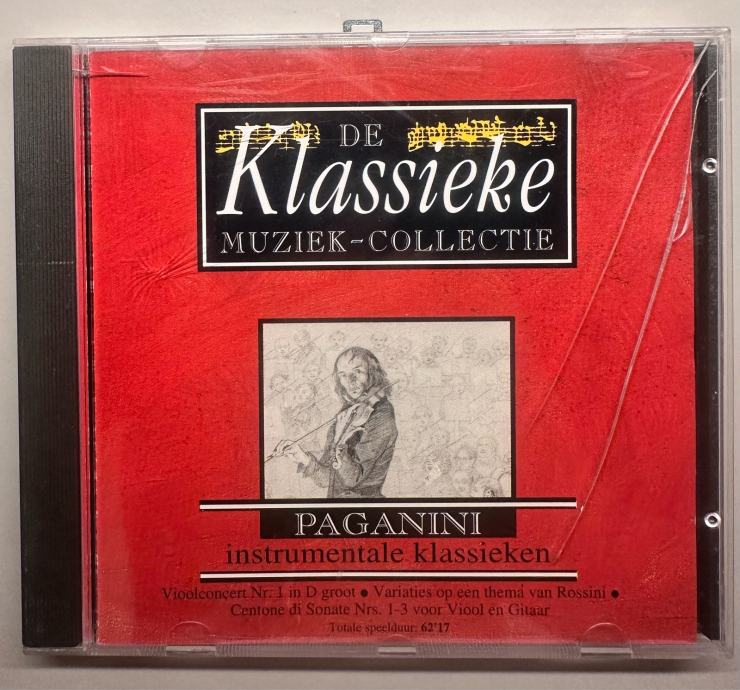 DE
Klassieke
MUZIEK-COLLECTIE
PAGANINI
instrumentale klassieken
Vioolconcert Nr. 1 in D groot ● Variaties op een thema van Rossini ●
Centone di Sonate Nrs. 1-3 voor Viool en Gitaar
Totale speelduur: 62'17